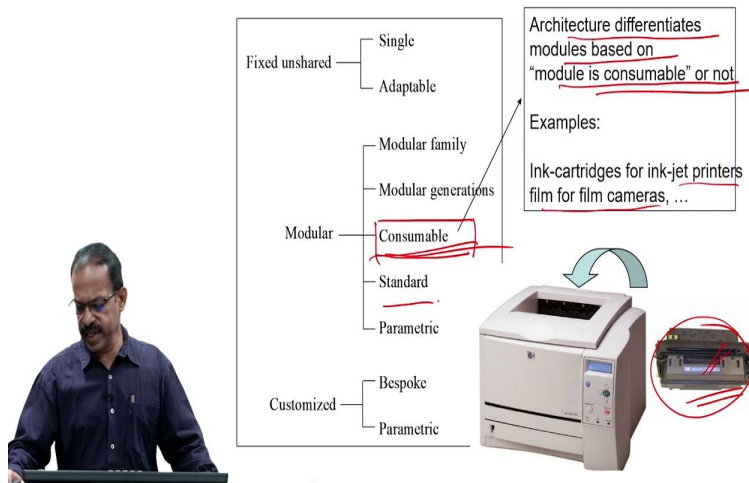 Fixed unshared
Single
Adaptable
Modular
Modular family
Modular generations
Consumable
Standard
Parametric
Customized
Bespoke
Parametric
Architecture differentiates
modules based on
“module is consumable” or not
Examples:
Ink-cartridges for ink-jet printers
film for film cameras, ...
hp